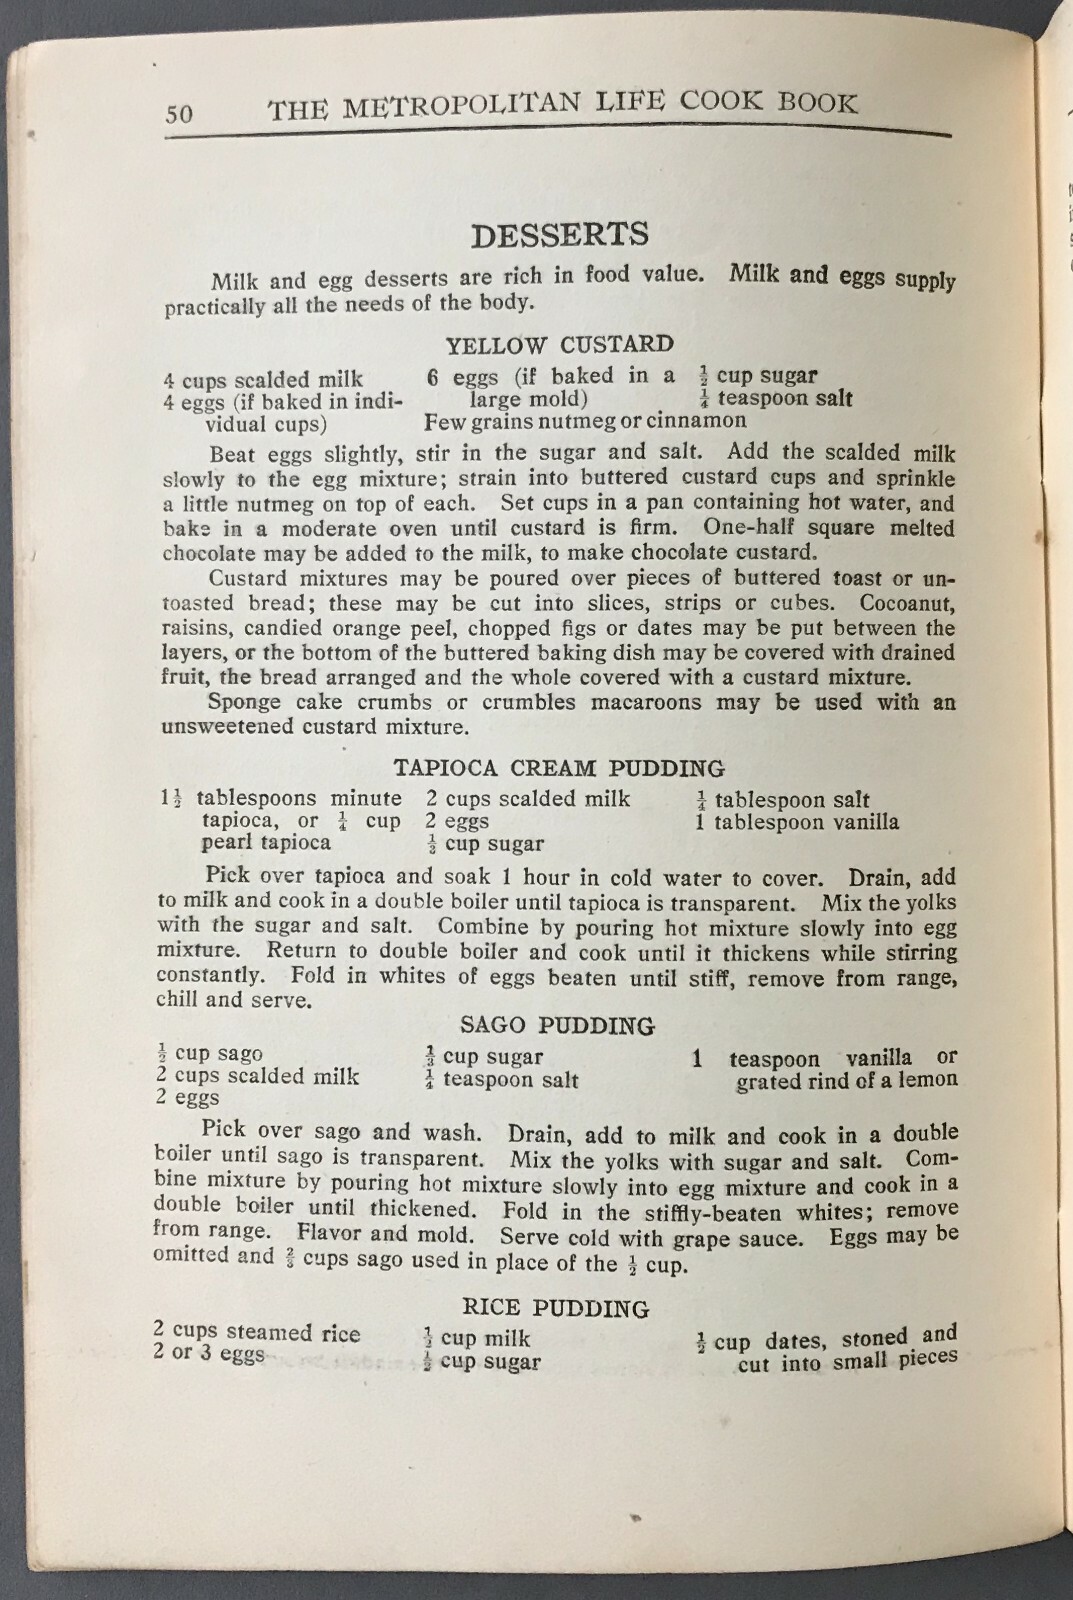 50 THE METROPOLITAN LIFE COOK BOOK
DESSERTS
Milk and egg desserts are rich in food value. Milk and eggs supply
practically all the needs of the body.
YELLOW CUSTARD
4 cups scalded milk
4 eggs (if baked in indi-
vidual cups)
6 eggs (if baked in a
large mold)
½ cup sugar
¼ teaspoon salt
Few grains nutmeg or cinnamon
Beat eggs slightly, stir in the sugar and salt. Add the scalded milk
slowly to the egg mixture; strain into buttered custard cups and sprinkle
a little nutmeg on top of each. Set cups in a pan containing hot water, and
bake in a moderate oven until custard is firm. One-half square melted
chocolate may be added to the milk, to make chocolate custard.
Custard mixtures may be poured over pieces of buttered toast or un-
toasted bread; these may be cut into slices, strips or cubes. Cocoanut,
raisins, candied orange peel, chopped figs or dates may be put between the
layers, or the bottom of the buttered baking dish may be covered with drained
fruit, the bread arranged and the whole covered with a custard mixture.
Sponge cake crumbs or crumbles macaroons may be used with an
unsweetened custard mixture.
TAPIOCA CREAM PUDDING
1½ tablespoons minute
tapioca, or ¼ cup
pearl tapioca
2 cups scalded milk
2 eggs
⅓ cup sugar
¼ tablespoon salt
1 tablespoon vanilla
Pick over tapioca and soak 1 hour in cold water to cover. Drain, add
to milk and cook in a double boiler until tapioca is transparent. Mix the yolks
with the sugar and salt. Combine by pouring hot mixture slowly into egg
mixture. Return to double boiler and cook until it thickens while stirring
constantly. Fold in whites of eggs beaten until stiff, remove from range,
chill and serve.
SAGO PUDDING
½ cup sago
2 cups scalded milk
2 eggs
⅓ cup sugar
¼ teaspoon salt
1 teaspoon vanilla or
grated rind of a lemon
Pick over sago and wash. Drain, add to milk and cook in a double
boiler until sago is transparent. Mix the yolks with sugar and salt. Com-
bine mixture by pouring hot mixture slowly into egg mixture and cook in a
double boiler until thickened. Fold in the stiffly-beaten whites; remove
from range. Flavor and mold. Serve cold with grape sauce. Eggs may be
omitted and ⅔ cups sago used in place of the ½ cup.
RICE PUDDING
2 cups steamed rice
2 or 3 eggs
½ cup milk
½ cup sugar
½ cup dates, stoned and
cut into small pieces